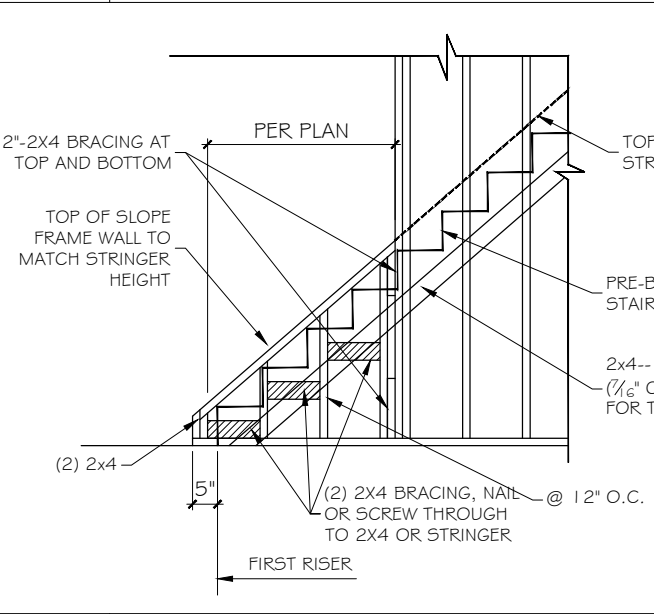 PER PLAN
2"-2X4 BRACING AT
TOP AND BOTTOM
TOP OF SLOPE
FRAME WALL TO
MATCH STRINGER
HEIGHT
(2) 2x4
5"
FIRST RISER
(2) 2X4 BRACING, NAIL
OR SCREW THROUGH
TO 2X4 OR STRINGER
@ 12" O.C.
TOP
STR
PRE-B
STAIR
2x4--
(7/16" O
FOR T